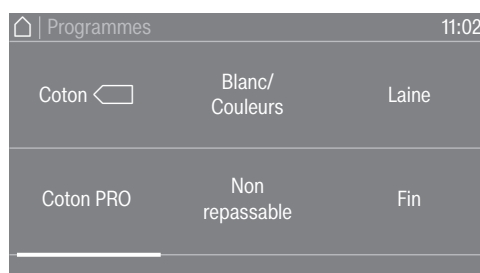 Programmes 11:02
Coton Blanc/ Couleurs Laine
Coton PRO Non repassable Fin